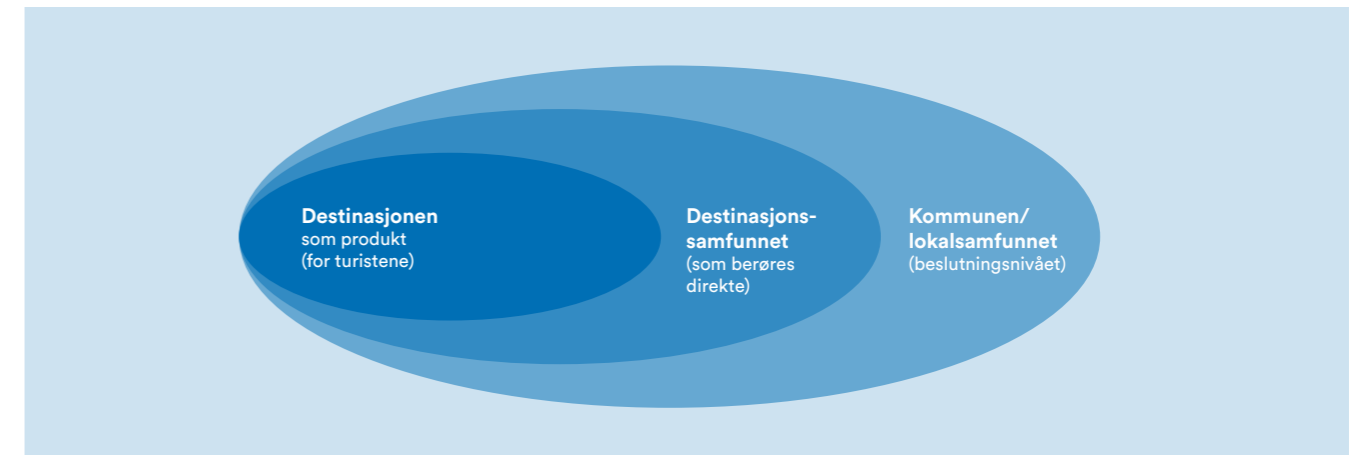 Destinasjonen
som produkt
(for turistene)
Destinasjons-
samfunnet
(som berøres
direkte)
Kommunen/
lokalsamfunnet
(beslutningsnivået)